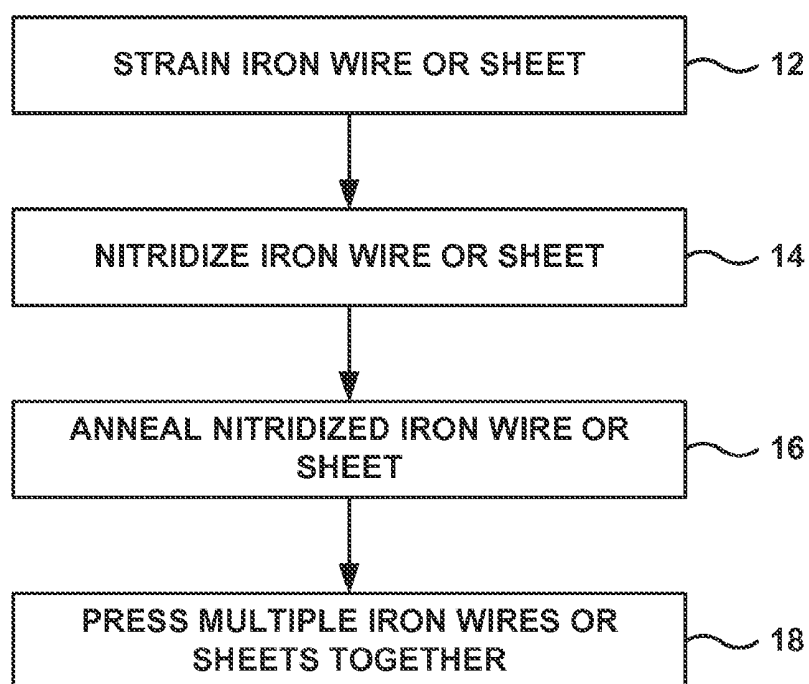 STRAIN IRON WIRE OR SHEET 12
NITRIDIZE IRON WIRE OR SHEET 14
ANNEAL NITRIDIZED IRON WIRE OR
SHEET 16
PRESS MULTIPLE IRON WIRES OR
SHEETS TOGETHER 18